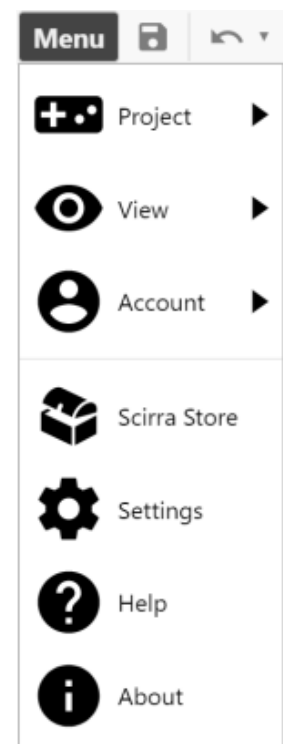 Menu
Project
View
Account
Scirra Store
Settings
Help
About